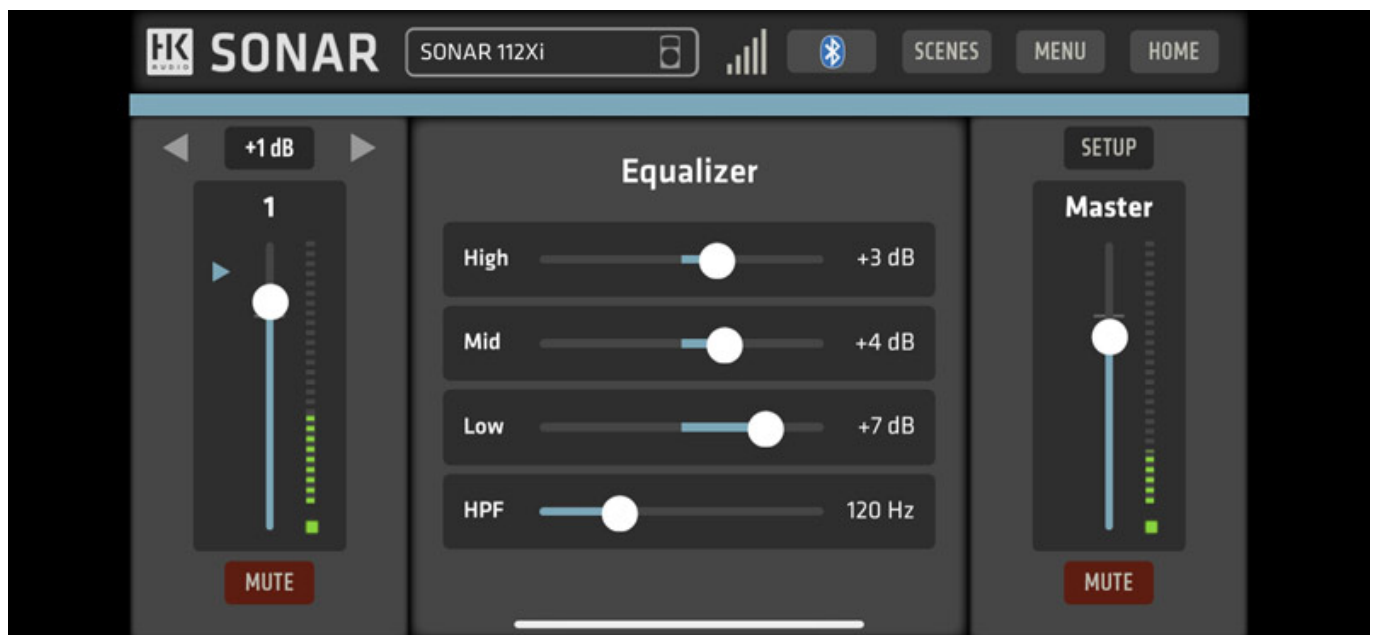 HK AUDIO SONAR SONAR 112Xi SCENES MENU HOME
+1 dB
1
MUTE
Equalizer
High +3 dB
Mid +4 dB
Low +7 dB
HPF 120 Hz
SETUP
Master
MUTE